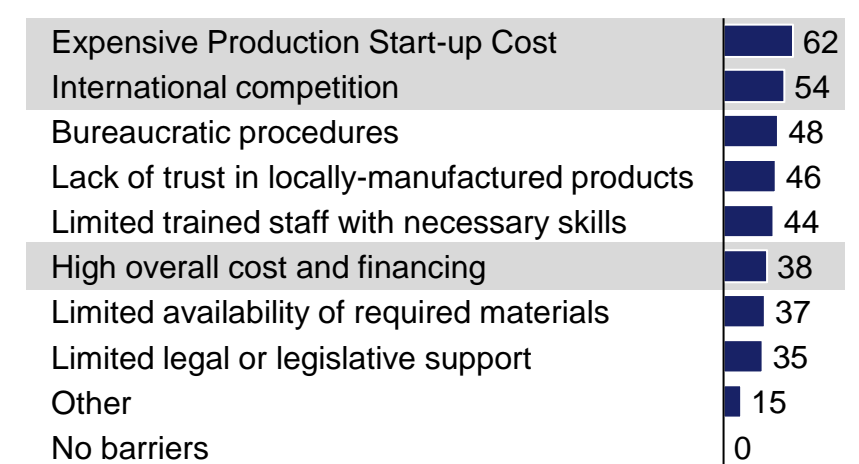 Expensive Production Start-up Cost 62
International competition 54
Bureaucratic procedures 48
Lack of trust in locally-manufactured products 46
Limited trained staff with necessary skills 44
High overall cost and financing 38
Limited availability of required materials 37
Limited legal or legislative support 35
Other 15
No barriers 0